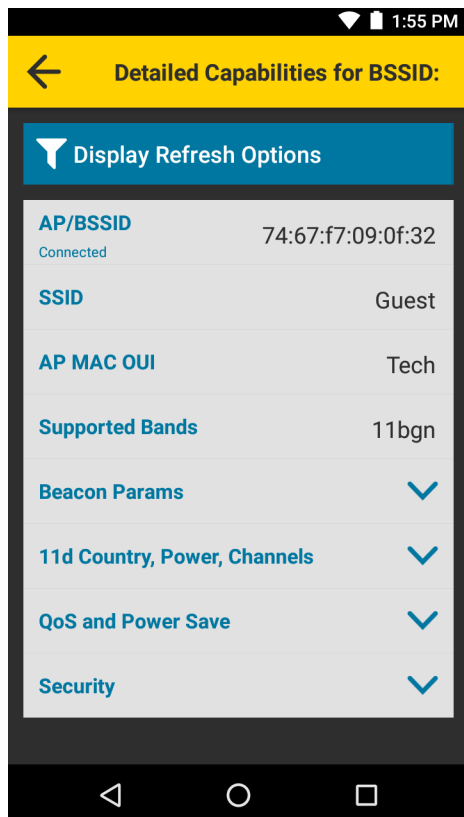 1:55 PM
Detailed Capabilities for BSSID:
Display Refresh Options
AP/BSSID 74:67:f7:09:0f:32
Connected
SSID Guest
AP MAC OUI Tech
Supported Bands 11bgn
Beacon Params
11d Country, Power, Channels
QoS and Power Save
Security